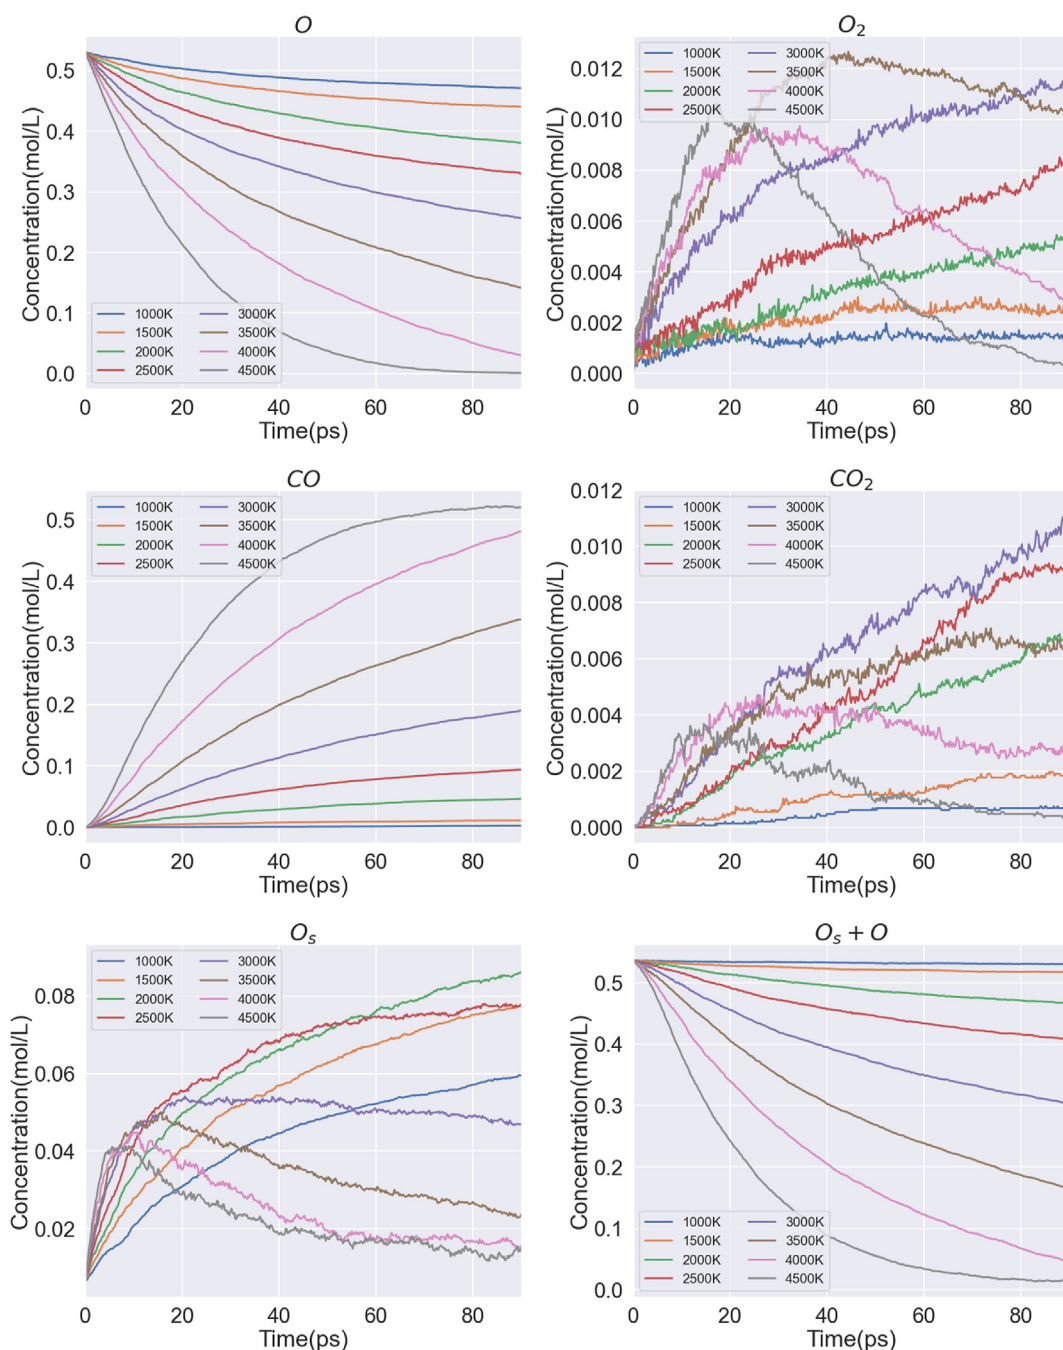 O
Concentration(mol/L)
0.5
0.4
0.3
0.2
0.1
0.0
1000K 3000K
1500K 3500K
2000K 4000K
2500K 4500K
0 20 40 60 80
Time(ps)
O₂
Concentration(mol/L)
0.012
0.010
0.008
0.006
0.004
0.002
0.000
1000K 3000K
1500K 3500K
2000K 4000K
2500K 4500K
0 20 40 60 80
Time(ps)
CO
Concentration(mol/L)
0.5
0.4
0.3
0.2
0.1
0.0
1000K 3000K
1500K 3500K
2000K 4000K
2500K 4500K
0 20 40 60 80
Time(ps)
CO₂
Concentration(mol/L)
0.012
0.010
0.008
0.006
0.004
0.002
0.000
1000K 3000K
1500K 3500K
2000K 4000K
2500K 4500K
0 20 40 60 80
Time(ps)
Oₛ
Concentration(mol/L)
0.08
0.06
0.04
0.02
1000K 3000K
1500K 3500K
2000K 4000K
2500K 4500K
0 20 40 60 80
Time(ps)
Oₛ + O
Concentration(mol/L)
0.5
0.4
0.3
0.2
0.1
0.0
1000K 3000K
1500K 3500K
2000K 4000K
2500K 4500K
0 20 40 60 80
Time(ps)